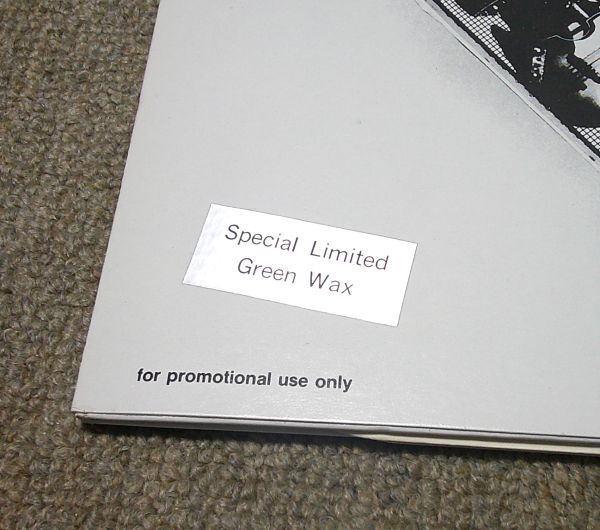 Special Limited
Green Wax
for promotional use only